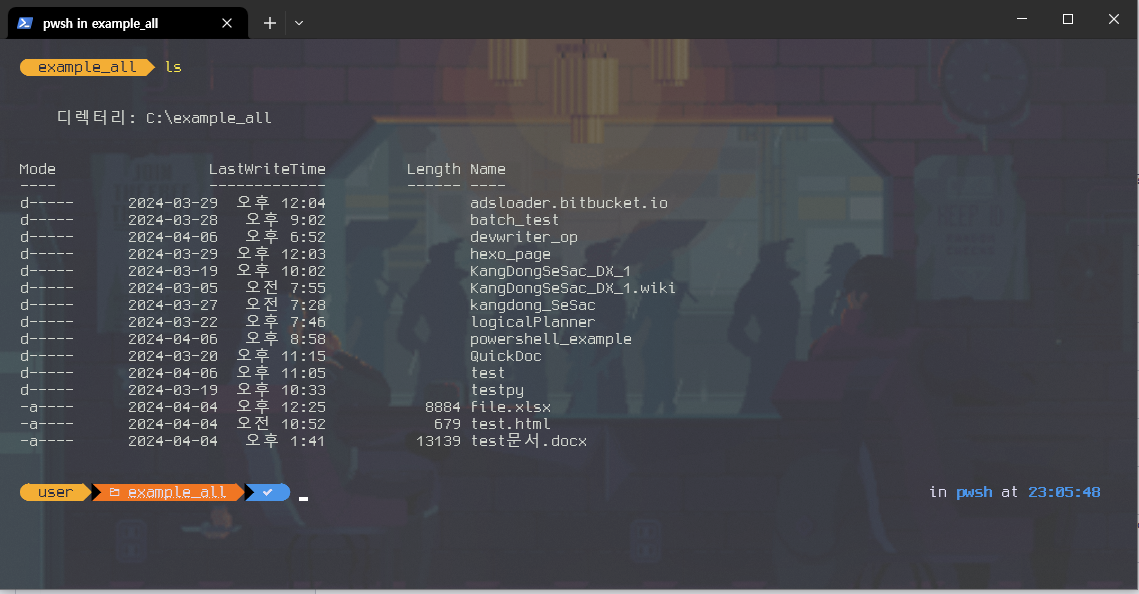 pwsh in example_all
example_all ls
디렉터리: C:\example_all
Mode LastWriteTime Length Name
---- ------------- ------ ----
d----- 2024-03-29 오후 12:04 adsloader.bitbucket.io
d----- 2024-03-28 오후 9:02 batch_test
d----- 2024-04-06 오후 6:52 devwriter_op
d----- 2024-03-29 오후 12:03 hexo_page
d----- 2024-03-19 오후 10:02 KangDongSeSac_DX_1
d----- 2024-03-05 오전 7:55 KangDongSeSac_DX_1.wiki
d----- 2024-03-27 오전 7:28 kangdong_SeSac
d----- 2024-03-22 오후 7:46 logicalPlanner
d----- 2024-04-06 오후 8:58 powershell_example
d----- 2024-03-20 오후 11:15 QuickDoc
d----- 2024-04-06 오후 11:05 test
d----- 2024-03-19 오후 10:33 testpy
-a---- 2024-04-04 오후 12:25 8884 file.xlsx
-a---- 2024-04-04 오전 10:52 679 test.html
-a---- 2024-04-04 오후 1:41 13139 test문서.docx
user example_all in pwsh at 23:05:48